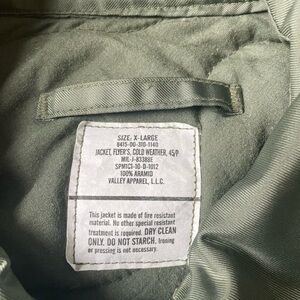 SIZE: X-LARGE
8415-00-310-1140
JACKET, FLYER'S, COLD WEATHER, 45/P
MIL-J-83388E
SPM1C1-10-D-1012
100% ARAMID
VALLEY APPAREL, L.L.C.
This jacket is made of fire resistant
material. No other special resistant
treatment is required. DRY CLEAN
ONLY. DO NOT STARCH, Ironing
or pressing is not necessary.